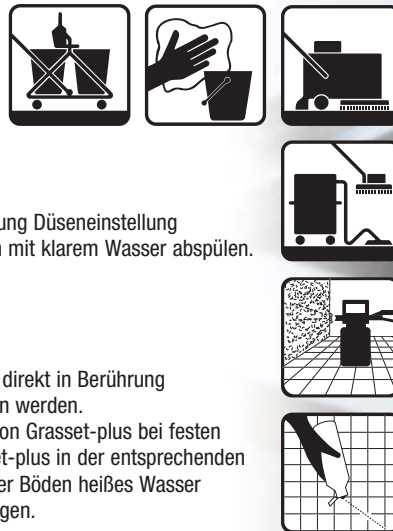 ung Düseneinstellung
mit klarem Wasser abspülen.
direkt in Berührung
n werden.
on Grasset-plus bei festen
et-plus in der entsprechenden
er Böden heißes Wasser
gen.